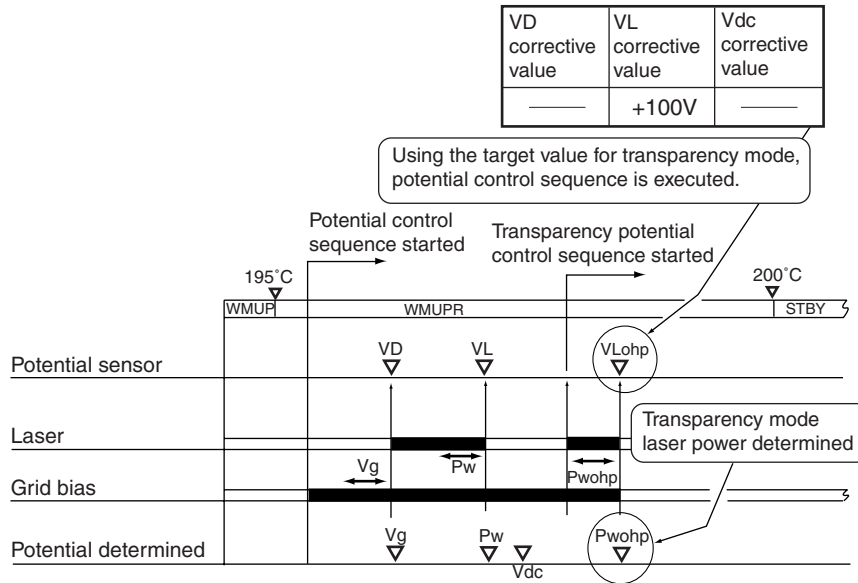 VD corrective value
VL corrective value
Vdc corrective value
+100V
Using the target value for transparency mode,
potential control sequence is executed.
Potential control
sequence started
Transparency potential
control sequence started
195˚C
200˚C
WMUP
WMUPR
STBY
Potential sensor
VD
VL
VLohp
Laser
Transparency mode
laser power determined
Vg
Pw
Pwohp
Grid bias
Potential determined
Vg
Pw
Vdc
Pwohp